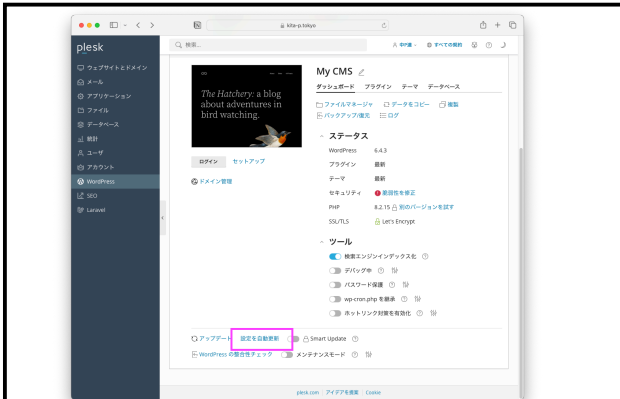 kita-p.tokyo
plesk
検索...
すべての契約
ウェブサイトとドメイン
メール
アプリケーション
ファイル
データベース
統計
ユーザ
アカウント
WordPress
SEO
Laravel
The Hatchery: a blog
about adventures in
bird watching.
ログイン セットアップ
ドメイン管理
My CMS
ダッシュボード プラグイン テーマ データベース
ファイルマネージャ データをコピー 複製
バックアップ/復元 ログ
ステータス
WordPress 6.4.3
プラグイン 最新
テーマ 最新
セキュリティ 脆弱性を修正
PHP 8.2.15 別のバージョンを試す
SSL/TLS Let's Encrypt
ツール
検索エンジンインデックス化
デバッグ中
パスワード保護
wp-cron.php を継承
ホットリンク対策を有効化
アップデート 設定を自動更新 Smart Update
WordPress の整合性チェック メンテナンスモード
plesk.com アイデアを提案 Cookie